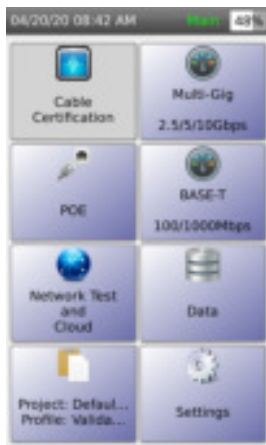 04/20/20 08:42 AM Main 48%
Cable
Certification
Multi-Gig
2.5/5/10Gbps
POE
BASE-T
100/1000Mbps
Network Test
and
Cloud
Data
Project: Defaul...
Profile: Valida...
Settings